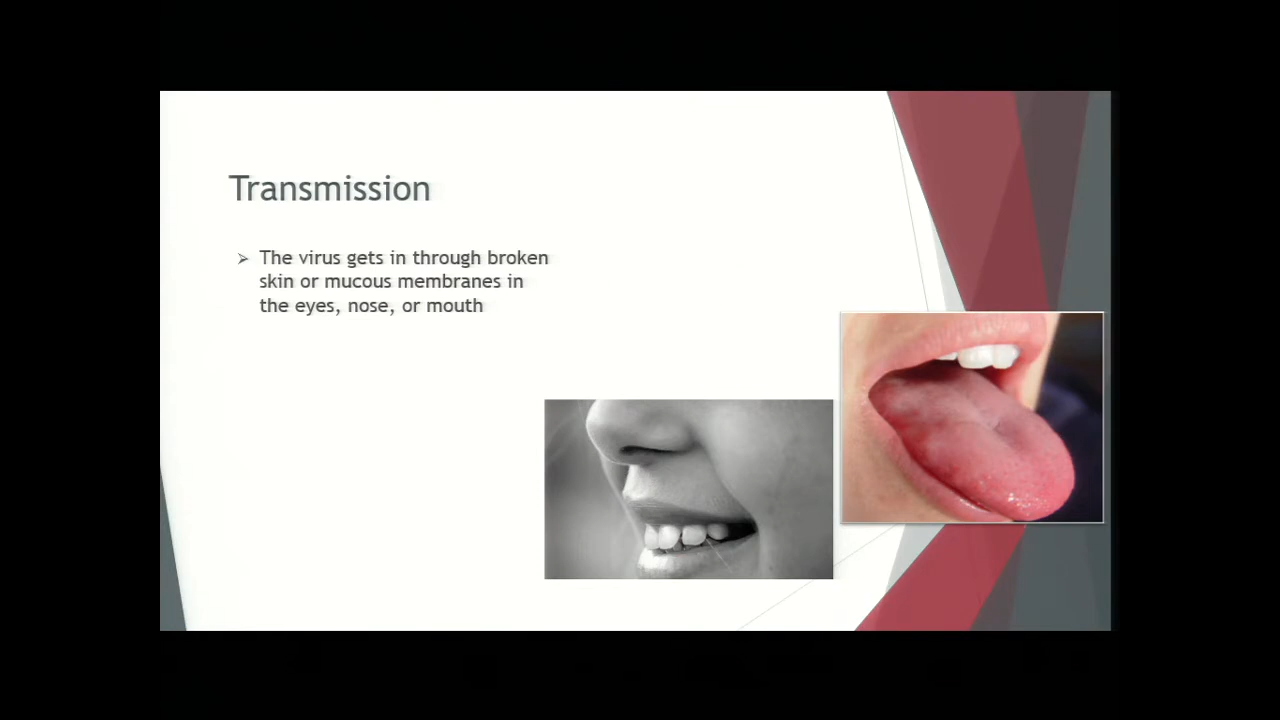 Transmission
The virus gets in through broken
skin or mucous membranes in
the eyes, nose, or mouth